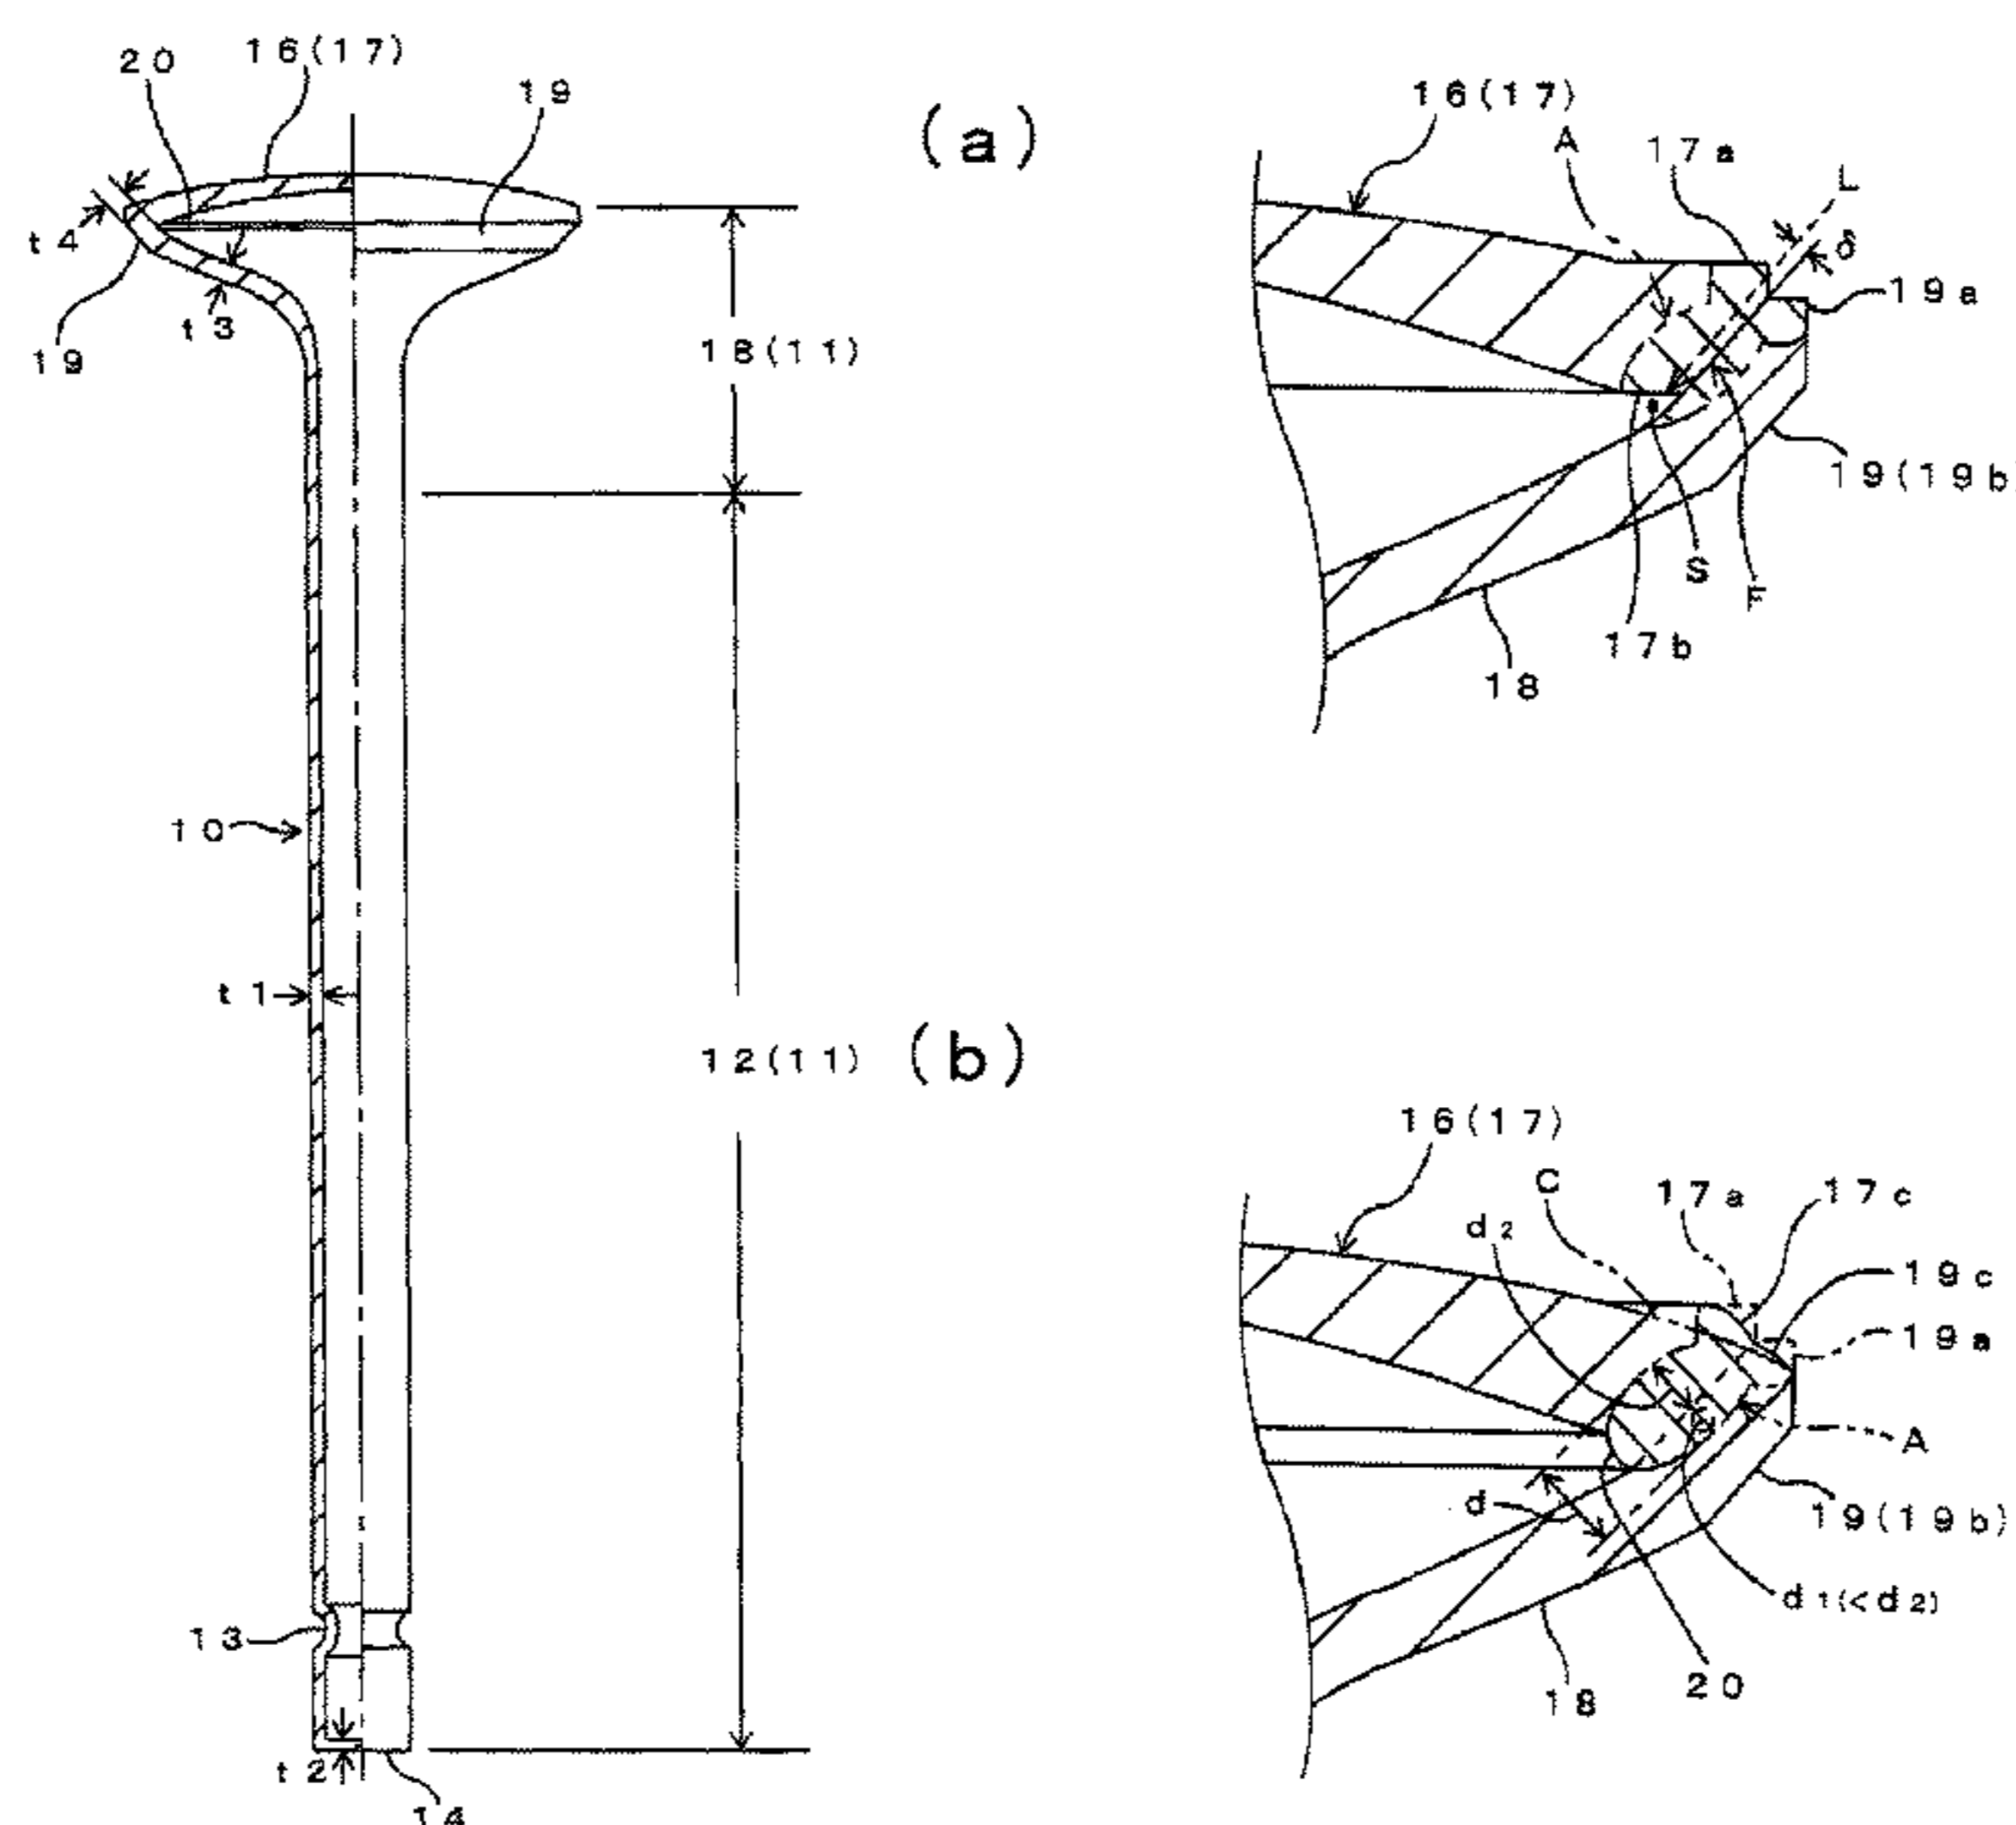 20
16(17)
19
t4
t3
19
18(11)
10
t1
12(11)
13
t2
14
(a)
16(17)
A
17a
L
δ
19a
19(19b
S
F
17b
18
(b)
16(17)
C
17a
17c
d2
19c
19a
A
d
19(19b)
d1(<d2)
20
18